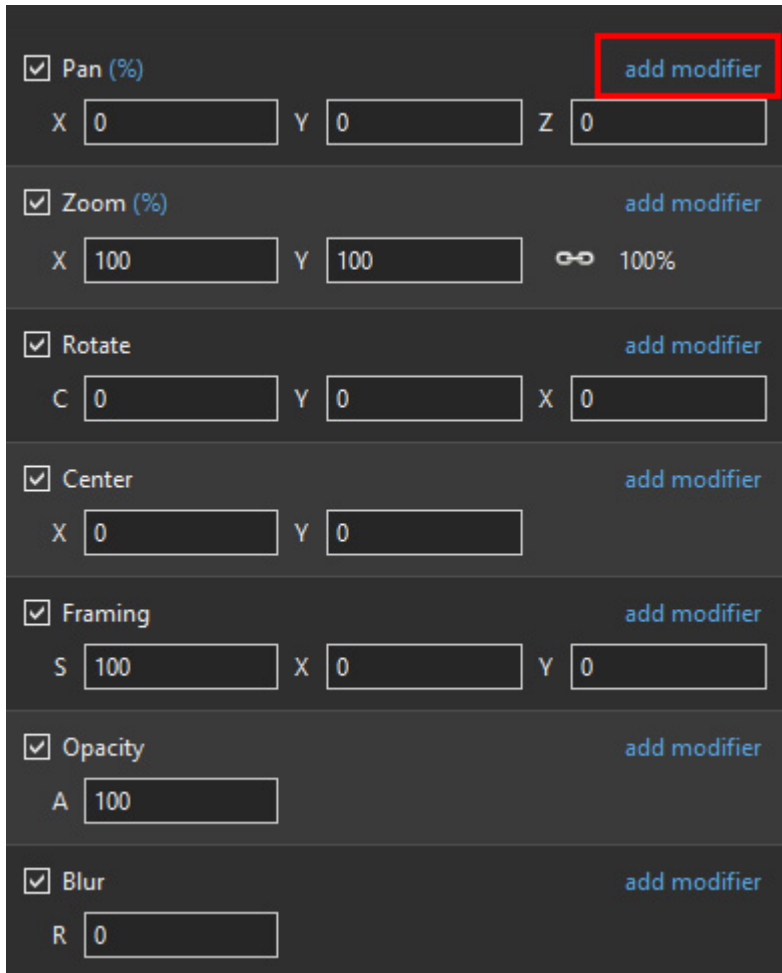 Pan (%) add modifier
X 0 Y 0 Z 0
Zoom (%) add modifier
X 100 Y 100 100%
Rotate add modifier
C 0 Y 0 X 0
Center add modifier
X 0 Y 0
Framing add modifier
S 100 X 0 Y 0
Opacity add modifier
A 100
Blur add modifier
R 0